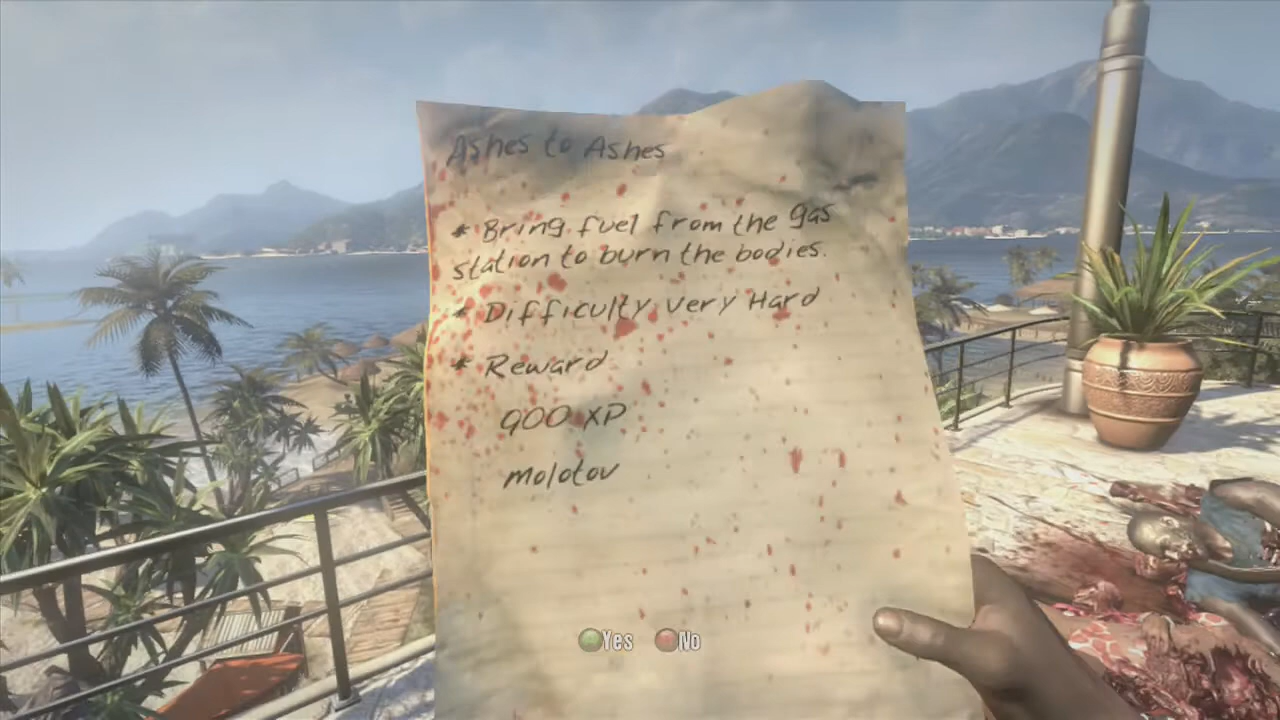 Ashes to Ashes
* Bring fuel from the gas
station to burn the bodies.
* Difficulty Very Hard
* Reward
900 XP
molotov
Yes No